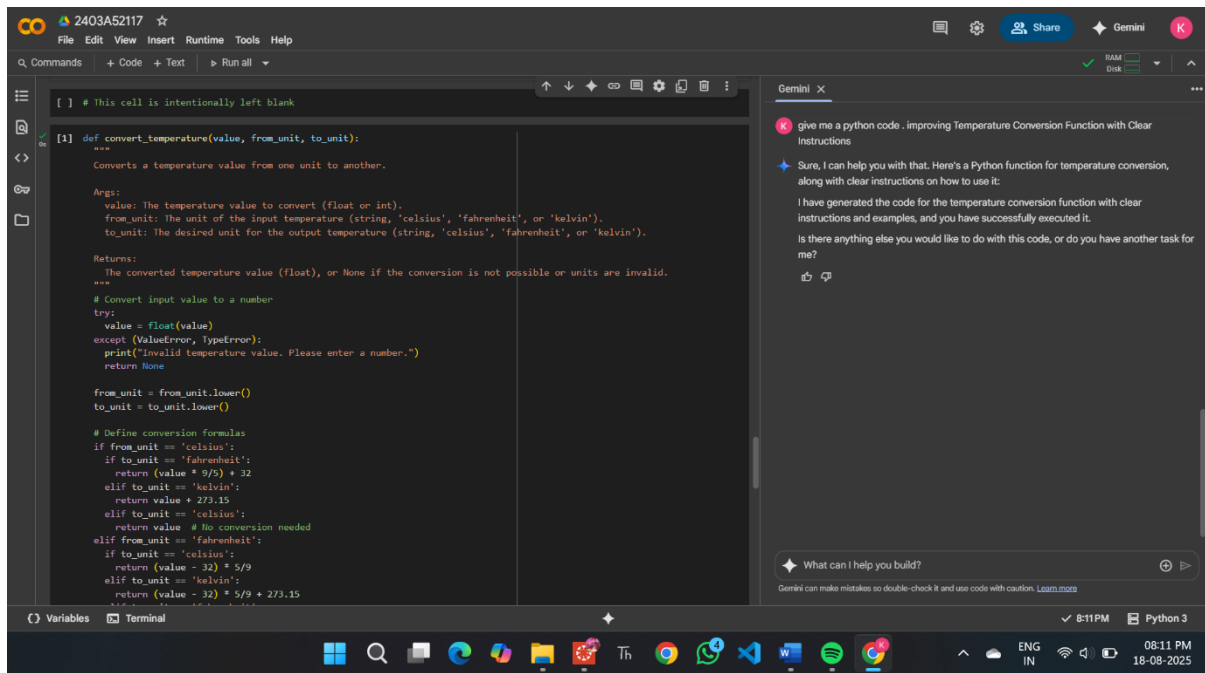 2403A52117
File Edit View Insert Runtime Tools Help
Share
Gemini
K
Commands + Code + Text Run all
RAM
Disk
[ ] # This cell is intentionally left blank
[1] def convert_temperature(value, from_unit, to_unit):
0s
"""
Converts a temperature value from one unit to another.
Args:
value: The temperature value to convert (float or int).
from_unit: The unit of the input temperature (string, 'celsius', 'fahrenheit', or 'kelvin').
to_unit: The desired unit for the output temperature (string, 'celsius', 'fahrenheit', or 'kelvin').
Returns:
The converted temperature value (float), or None if the conversion is not possible or units are invalid.
"""
# Convert input value to a number
try:
value = float(value)
except (ValueError, TypeError):
print("Invalid temperature value. Please enter a number.")
return None
from_unit = from_unit.lower()
to_unit = to_unit.lower()
# Define conversion formulas
if from_unit == 'celsius':
if to_unit == 'fahrenheit':
return (value * 9/5) + 32
elif to_unit == 'kelvin':
return value + 273.15
elif to_unit == 'celsius':
return value # No conversion needed
elif from_unit == 'fahrenheit':
if to_unit == 'celsius':
return (value - 32) * 5/9
elif to_unit == 'kelvin':
return (value - 32) * 5/9 + 273.15
Gemini
K
give me a python code . improving Temperature Conversion Function with Clear
Instructions
Sure, I can help you with that. Here's a Python function for temperature conversion,
along with clear instructions on how to use it:
I have generated the code for the temperature conversion function with clear
instructions and examples, and you have successfully executed it.
Is there anything else you would like to do with this code, or do you have another task for
me?
What can I help you build?
Gemini can make mistakes so double-check it and use code with caution. Learn more
Variables Terminal
8:11PM Python 3
4
K
ENG
IN
08:11 PM
18-08-2025